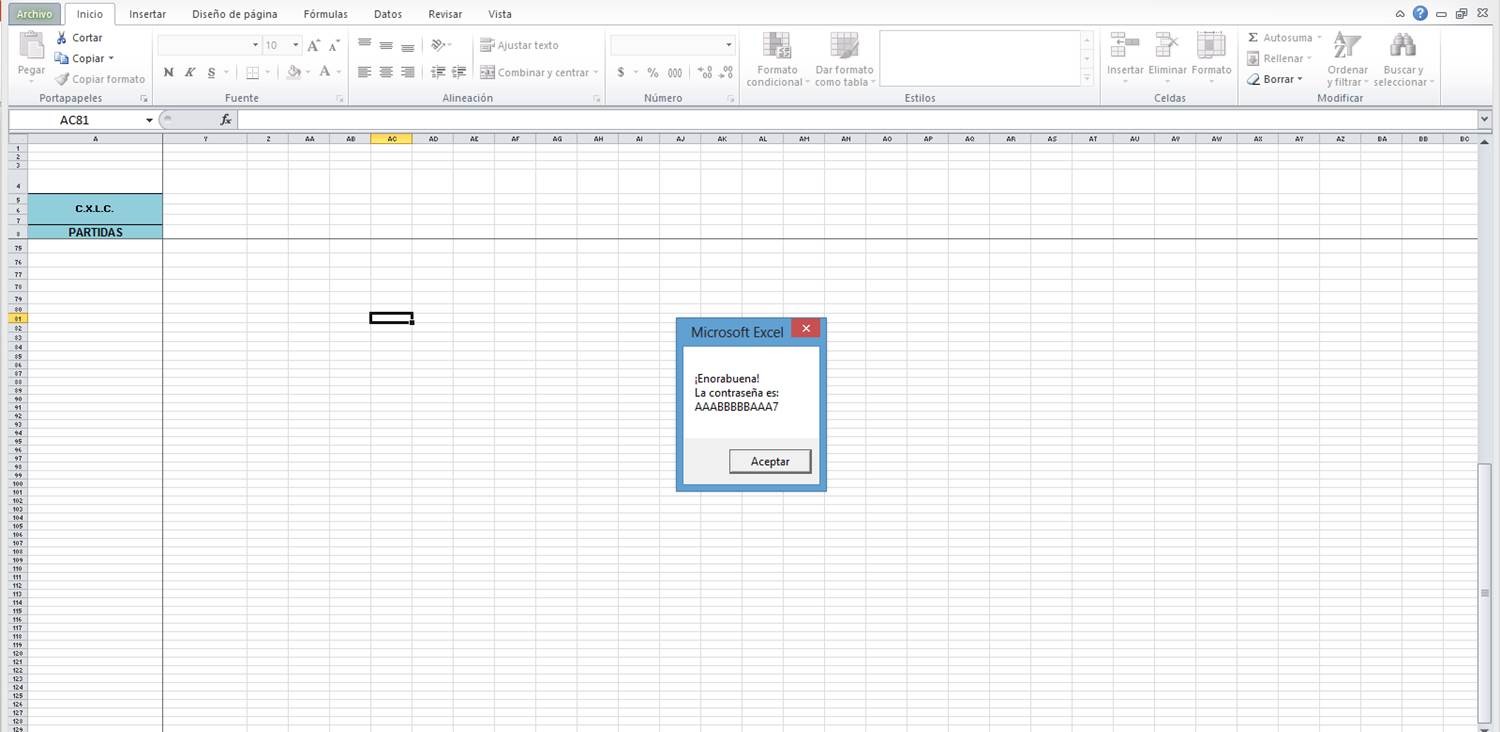 Archivo Inicio Insertar Diseño de página Fórmulas Datos Revisar Vista
Pegar
Cortar
Copiar
Copiar formato
Portapapeles
10
A A
N K S
A
Fuente
Ajustar texto
Combinar y centrar
Alineación
$ % 000
Número
Formato condicional
Dar formato como tabla
Estilos
Insertar Eliminar Formato
Celdas
Σ Autosuma
Rellenar
Borrar
Ordenar y filtrar
Buscar y seleccionar
Modificar
AC81 fx
A Y Z AA AB AC AD AE AF AG AH AI AJ AK AL AM AN AO AP AQ AR AS AT AU AV AW AX AY AZ BA BB BC
1
2
3
4
5
6
7
8
C.X.L.C.
PARTIDAS
75
76
77
78
79
80
81
82
83
84
85
86
87
88
89
90
91
92
93
94
95
96
97
98
99
100
101
102
103
104
105
106
107
108
109
110
111
112
113
114
115
116
117
118
119
120
121
122
123
124
125
126
127
128
129
Microsoft Excel
¡Enorabuena!
La contraseña es:
AAABBBBBAAA7
Aceptar